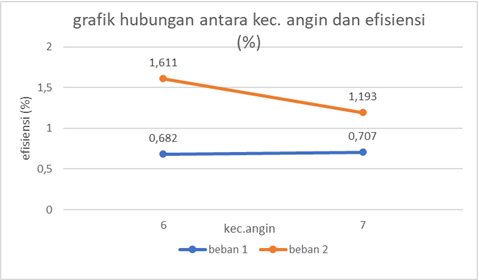 grafik hubungan antara kec. angin dan efisiensi
(%)
2
1,611
1,5
1,193
efisiensi (%)
1
0,682
0,707
0,5
0
6
kec.angin
7
beban 1
beban 2